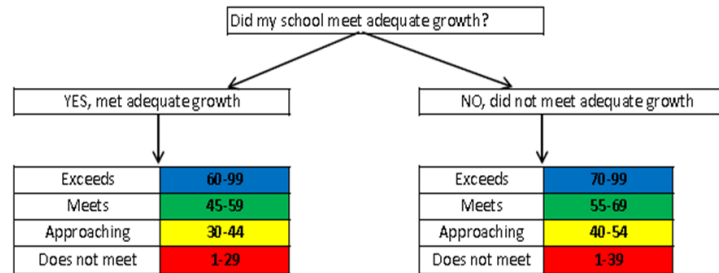 Did my school meet adequate growth?
YES, met adequate growth
NO, did not meet adequate growth
Exceeds 60-99
Meets 45-59
Approaching 30-44
Does not meet 1-29
Exceeds 70-99
Meets 55-69
Approaching 40-54
Does not meet 1-39